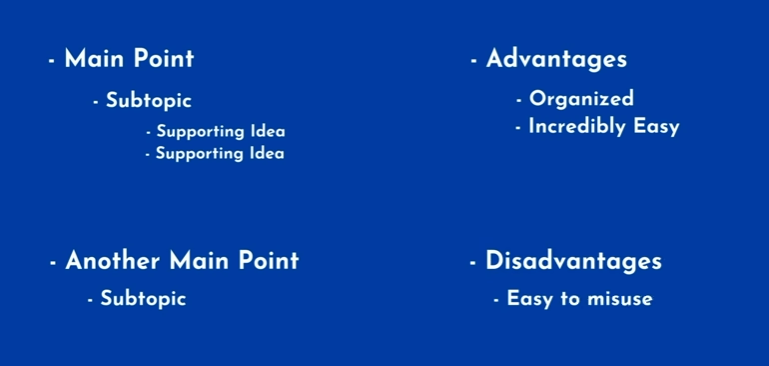 - Main Point
- Subtopic
- Supporting Idea
- Supporting Idea
- Another Main Point
- Subtopic
- Advantages
- Organized
- Incredibly Easy
- Disadvantages
- Easy to misuse